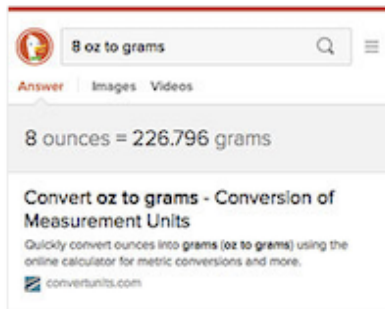 8 oz to grams
Answer Images Videos
8 ounces = 226.796 grams
Convert oz to grams - Conversion of
Measurement Units
Quickly convert ounces into grams (oz to grams) using the
online calculator for metric conversions and more.
convertunits.com